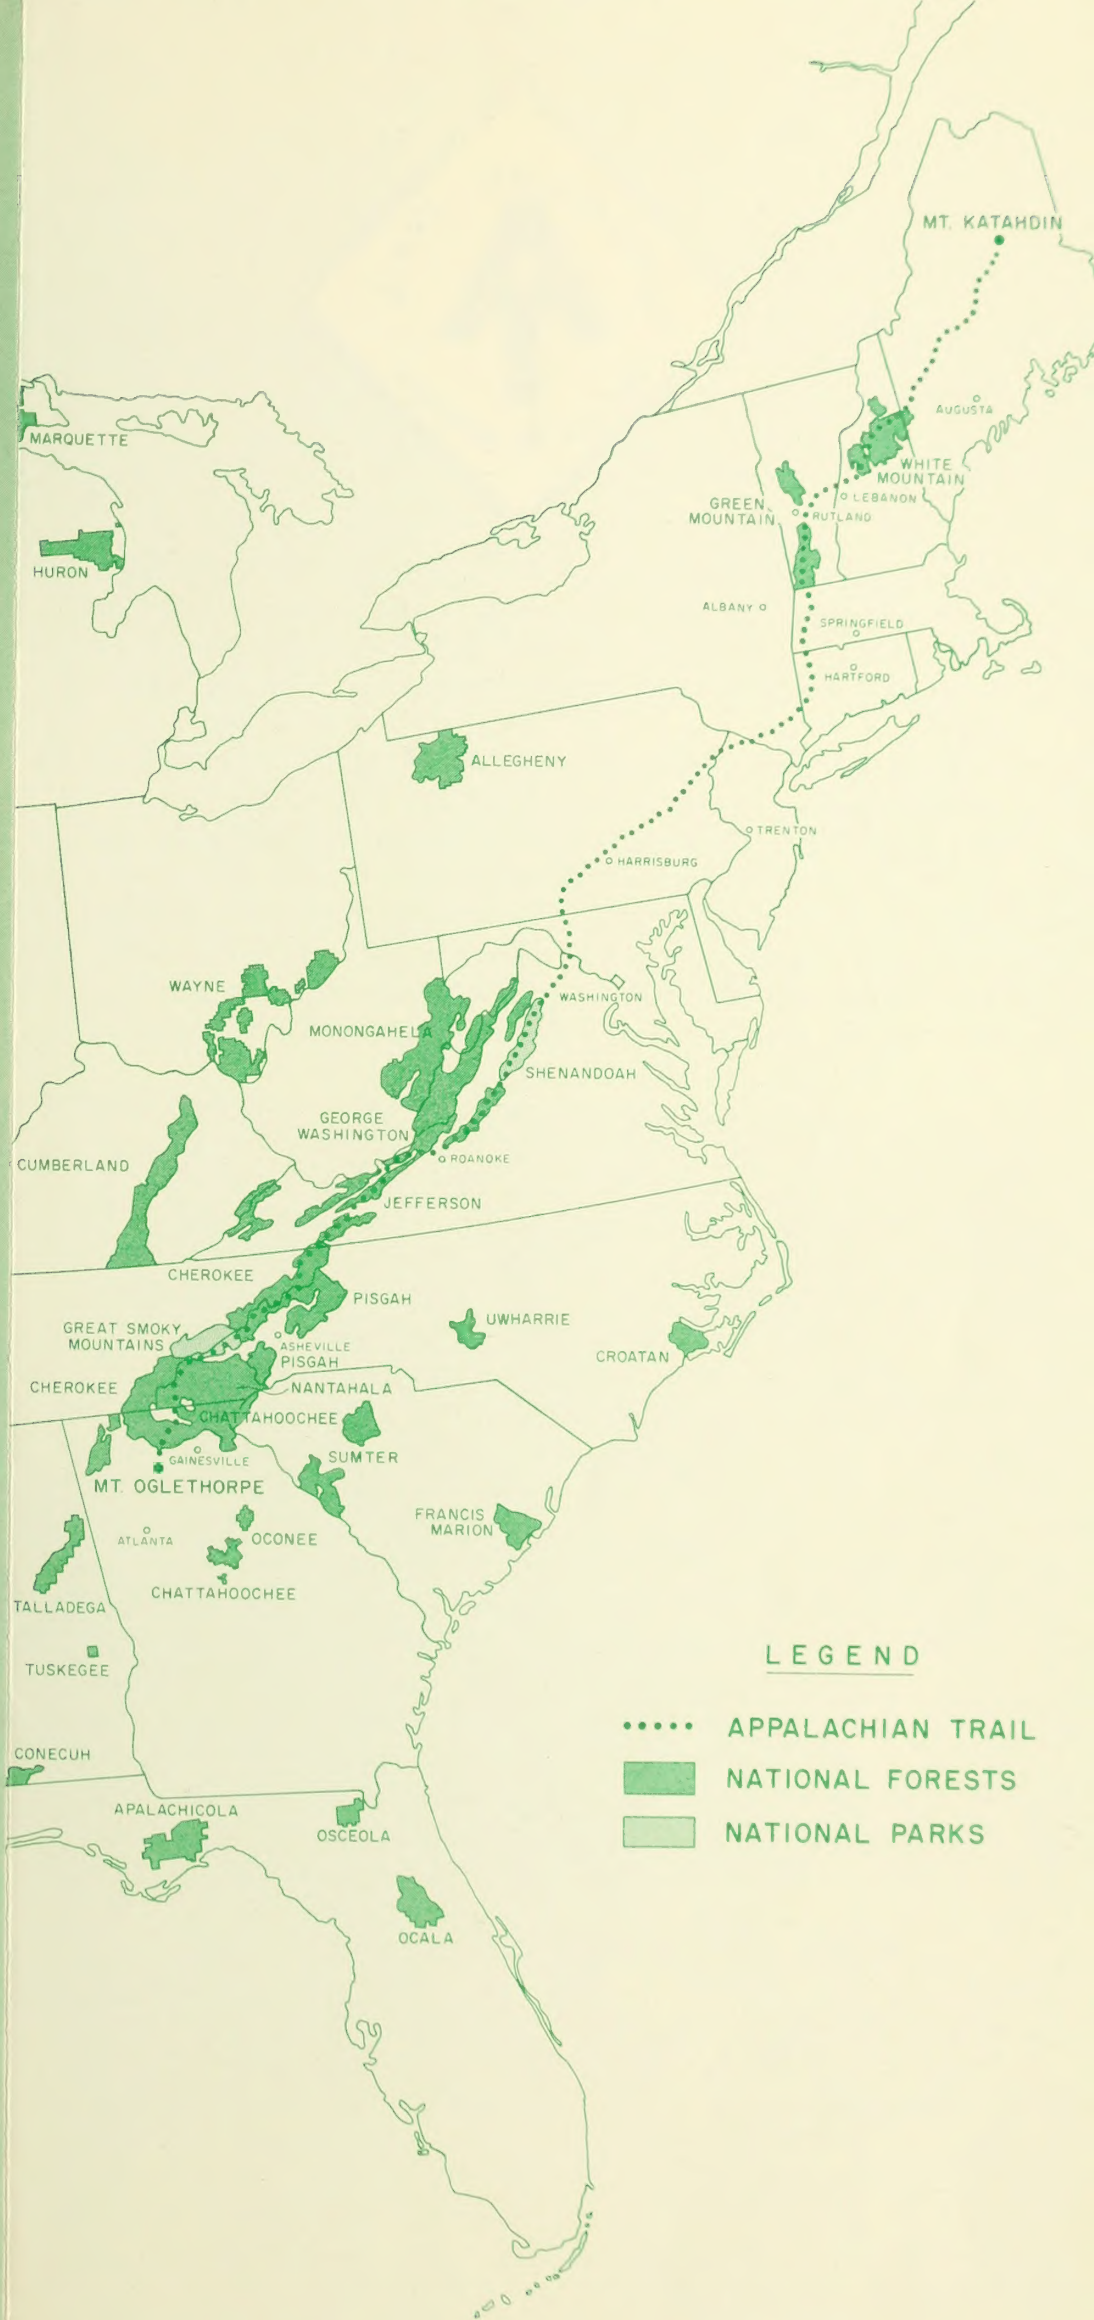 MT. KATAHDIN
AUGUSTA
MARQUETTE
WHITE
MOUNTAIN
LEBANON
GREEN
MOUNTAIN
RUTLAND
HURON
ALBANY
SPRINGFIELD
HARTFORD
ALLEGHENY
TRENTON
HARRISBURG
WAYNE
WASHINGTON
MONONGAHELA
SHENANDOAH
GEORGE
WASHINGTON
ROANOKE
CUMBERLAND
JEFFERSON
CHEROKEE
PISGAH
UWHARRIE
GREAT SMOKY
MOUNTAINS
ASHEVILLE
PISGAH
CROATAN
CHEROKEE
NANTAHALA
CHATTAHOOCHEE
SUMTER
GAINESVILLE
MT. OGLETHORPE
FRANCIS
MARION
ATLANTA
OCONEE
CHATTAHOOCHEE
TALLADEGA
TUSKEGEE
LEGEND
APPALACHIAN TRAIL
NATIONAL FORESTS
NATIONAL PARKS
CONECUH
APALACHICOLA
OSCEOLA
OCALA